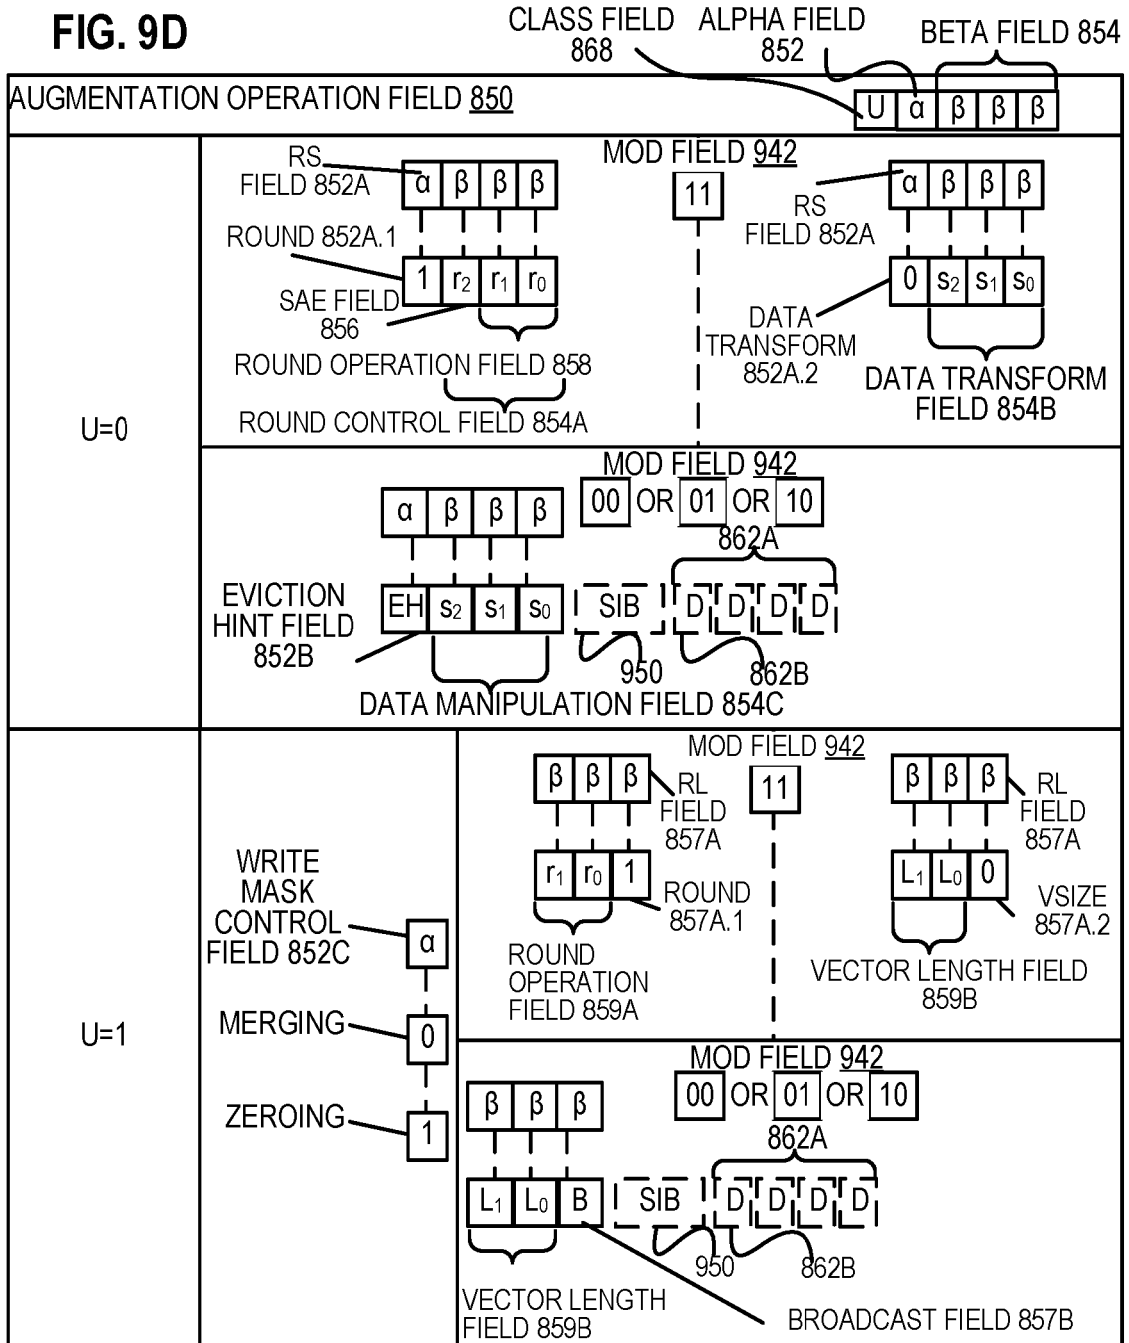 FIG. 9D
CLASS FIELD
868
ALPHA FIELD
852
BETA FIELD 854
AUGMENTATION OPERATION FIELD 850
U α β β β
U=0
MOD FIELD 942
11
RS
FIELD 852A
α β β β
ROUND 852A.1
1 r2 r1 r0
SAE FIELD
856
ROUND OPERATION FIELD 858
ROUND CONTROL FIELD 854A
α β β β
RS
FIELD 852A
0 s2 s1 s0
DATA
TRANSFORM
852A.2
DATA TRANSFORM
FIELD 854B
MOD FIELD 942
00 OR 01 OR 10
α β β β
862A
EH s2 s1 s0 SIB D D D D
EVICTION
HINT FIELD
852B
950
862B
DATA MANIPULATION FIELD 854C
U=1
WRITE
MASK
CONTROL
FIELD 852C
α
MERGING
0
ZEROING
1
MOD FIELD 942
11
β β β
RL
FIELD
857A
r1 r0 1
ROUND
857A.1
ROUND
OPERATION
FIELD 859A
β β β
RL
FIELD
857A
L1 L0 0
VSIZE
857A.2
VECTOR LENGTH FIELD
859B
MOD FIELD 942
00 OR 01 OR 10
β β β
862A
L1 L0 B SIB D D D D
950
862B
VECTOR LENGTH
FIELD 859B
BROADCAST FIELD 857B